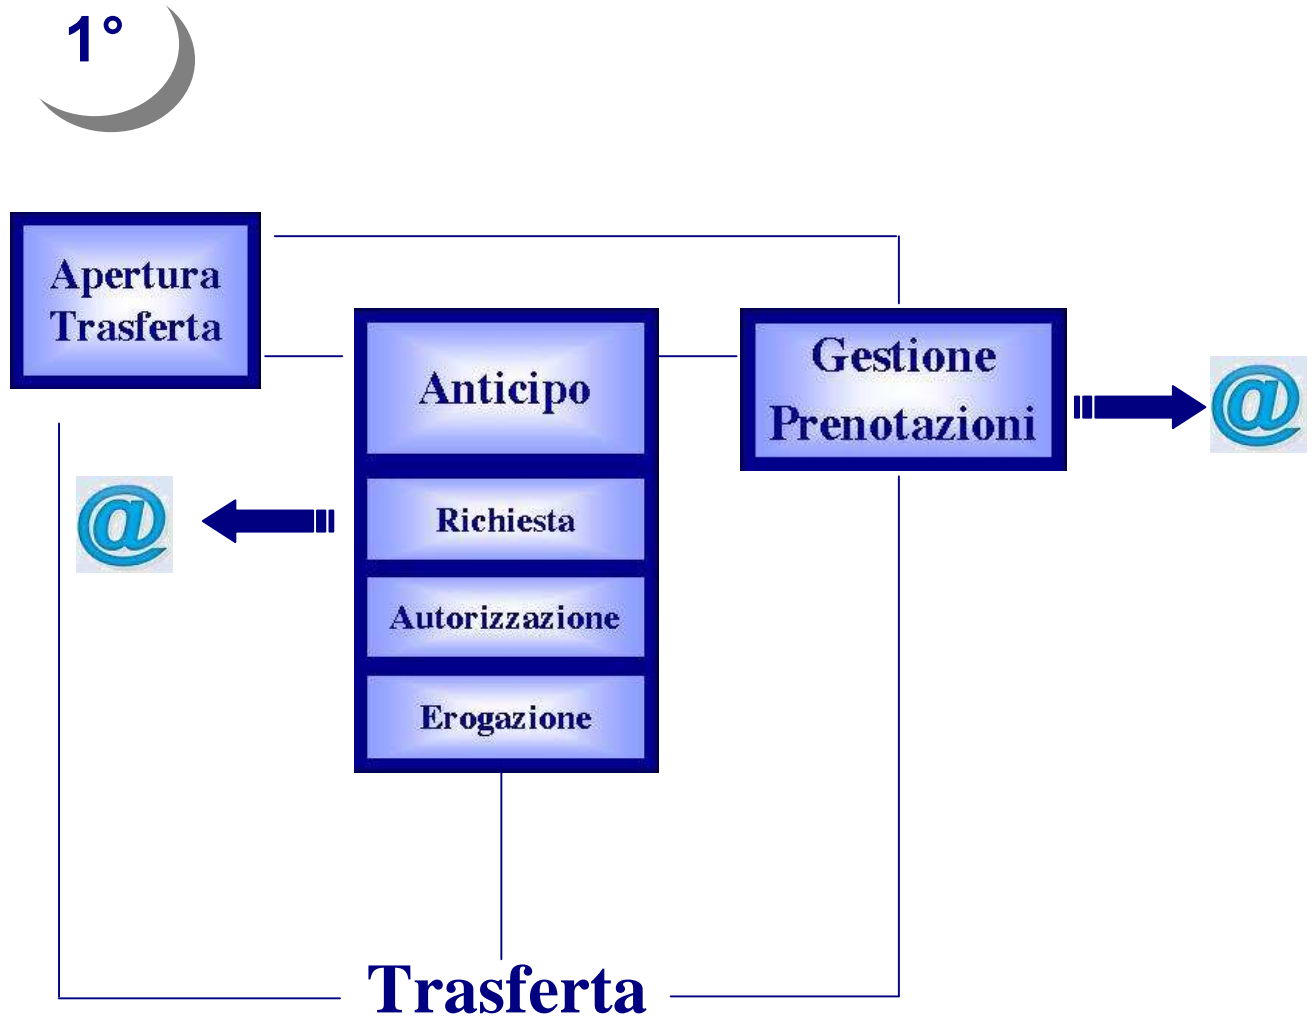 1°
Apertura
Trasferta
Anticipo
Richiesta
Autorizzazione
Erogazione
Gestione
Prenotazioni
@
@
Trasferta